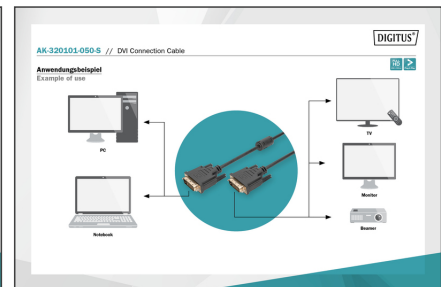 DIGITUS®
AK-320101-050-S // DVI Connection Cable
Anwendungsbeispiel
Example of use
PC
TV
Monitor
Notebook
Beamer